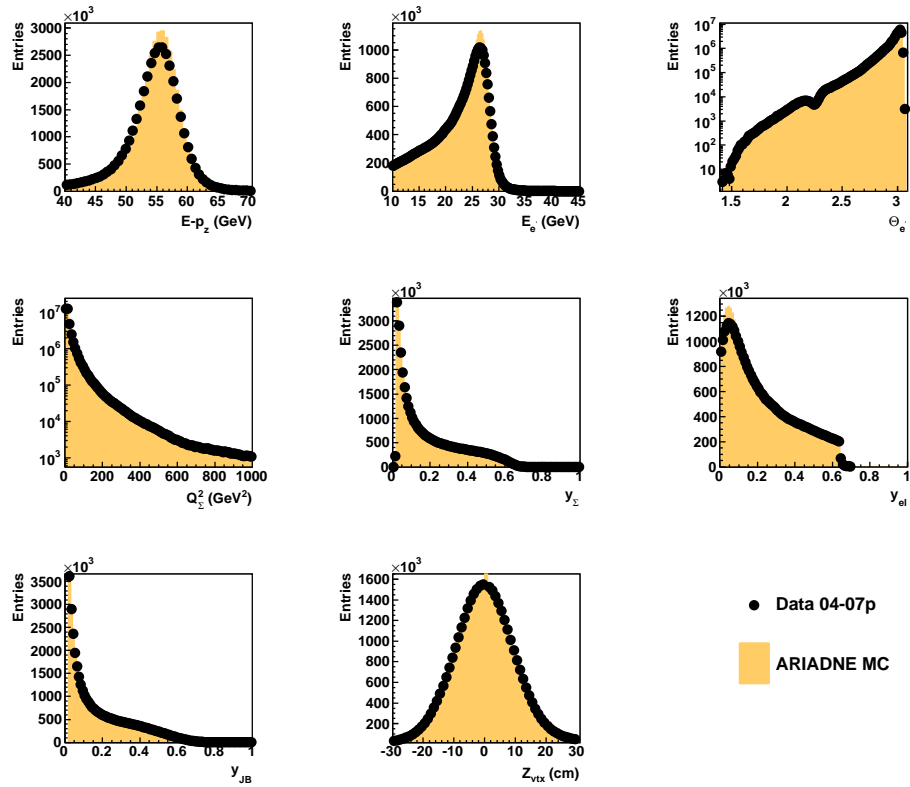 ×10³
Entries
3000
2500
2000
1500
1000
500
0
40 45 50 55 60 65 70
E-p_z (GeV)
×10³
Entries
1000
800
600
400
200
0
10 15 20 25 30 35 40 45
E_e' (GeV)
Entries
10⁷
10⁶
10⁵
10⁴
10³
10²
10
1.5 2 2.5 3
Θ_e'
Entries
10⁷
10⁶
10⁵
10⁴
10³
0 200 400 600 800 1000
Q²_Σ (GeV²)
×10³
Entries
3000
2500
2000
1500
1000
500
0
0 0.2 0.4 0.6 0.8 1
y_Σ
×10³
Entries
1200
1000
800
600
400
200
0
0 0.2 0.4 0.6 0.8 1
y_el
×10³
Entries
3500
3000
2500
2000
1500
1000
500
0
0 0.2 0.4 0.6 0.8 1
y_JB
×10³
Entries
1600
1400
1200
1000
800
600
400
200
-30 -20 -10 0 10 20 30
Z_vtx (cm)
Data 04-07p
ARIADNE MC